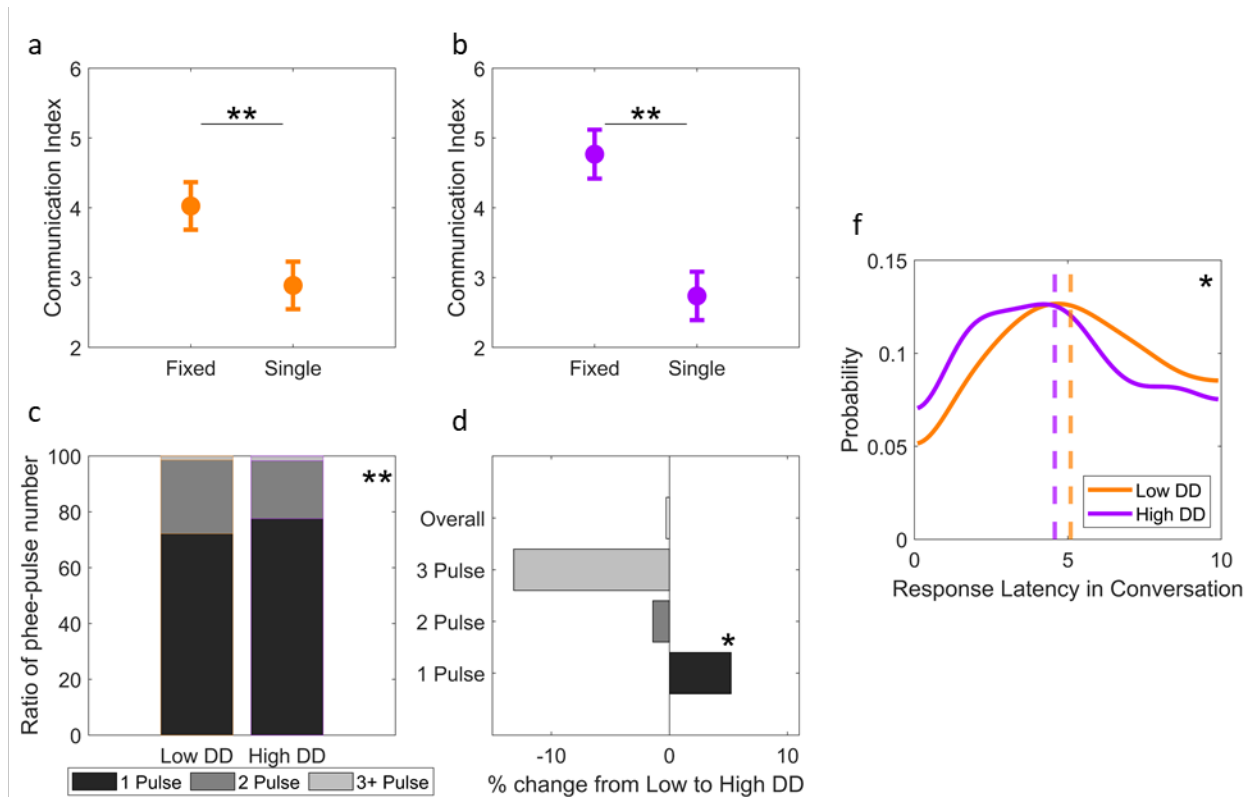 a
6
5
4
3
2
Communication Index
**
Fixed Single
b
6
5
4
3
2
Communication Index
**
Fixed Single
c
100
80
60
40
20
0
Ratio of phee-pulse number
**
Low DD High DD
1 Pulse 2 Pulse 3+ Pulse
d
Overall
3 Pulse
2 Pulse
1 Pulse
*
-10 0 10
% change from Low to High DD
f
0.15
0.1
0.05
0
Probability
*
Low DD
High DD
0 5 10
Response Latency in Conversation